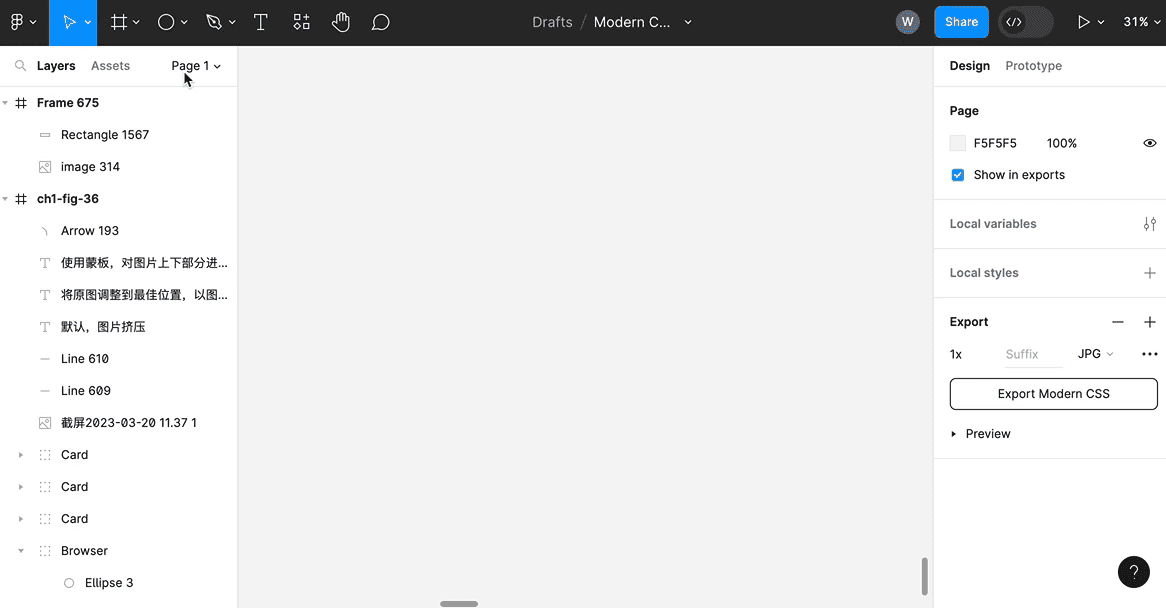 Drafts / Modern C...
W
Share
31%
Layers Assets Page 1
Frame 675
Rectangle 1567
image 314
ch1-fig-36
Arrow 193
使用蒙板，对图片上下部分进...
将原图调整到最佳位置，以图...
默认，图片挤压
Line 610
Line 609
截屏2023-03-20 11.37 1
Card
Card
Card
Browser
Ellipse 3
Design Prototype
Page
F5F5F5 100%
Show in exports
Local variables
Local styles
Export
1x Suffix JPG
Export Modern CSS
Preview
?